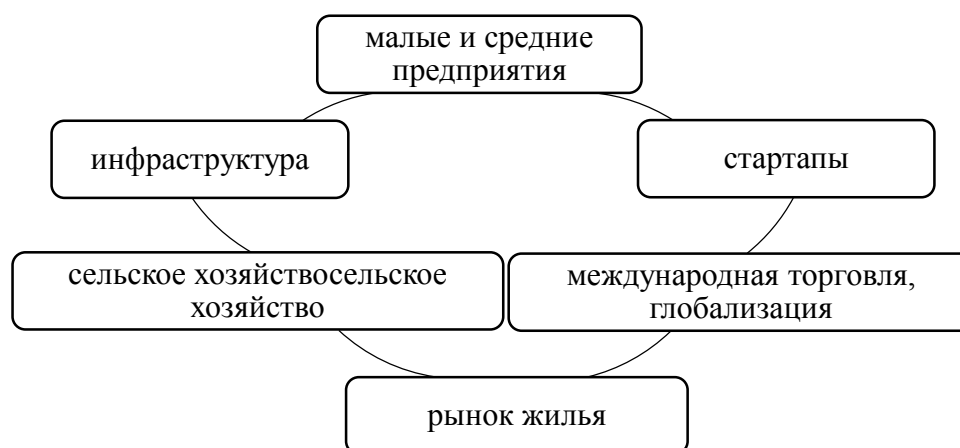 малые и средние
предприятия
инфраструктура
стартапы
сельское хозяйствосельское
хозяйство
международная торговля,
глобализация
рынок жилья